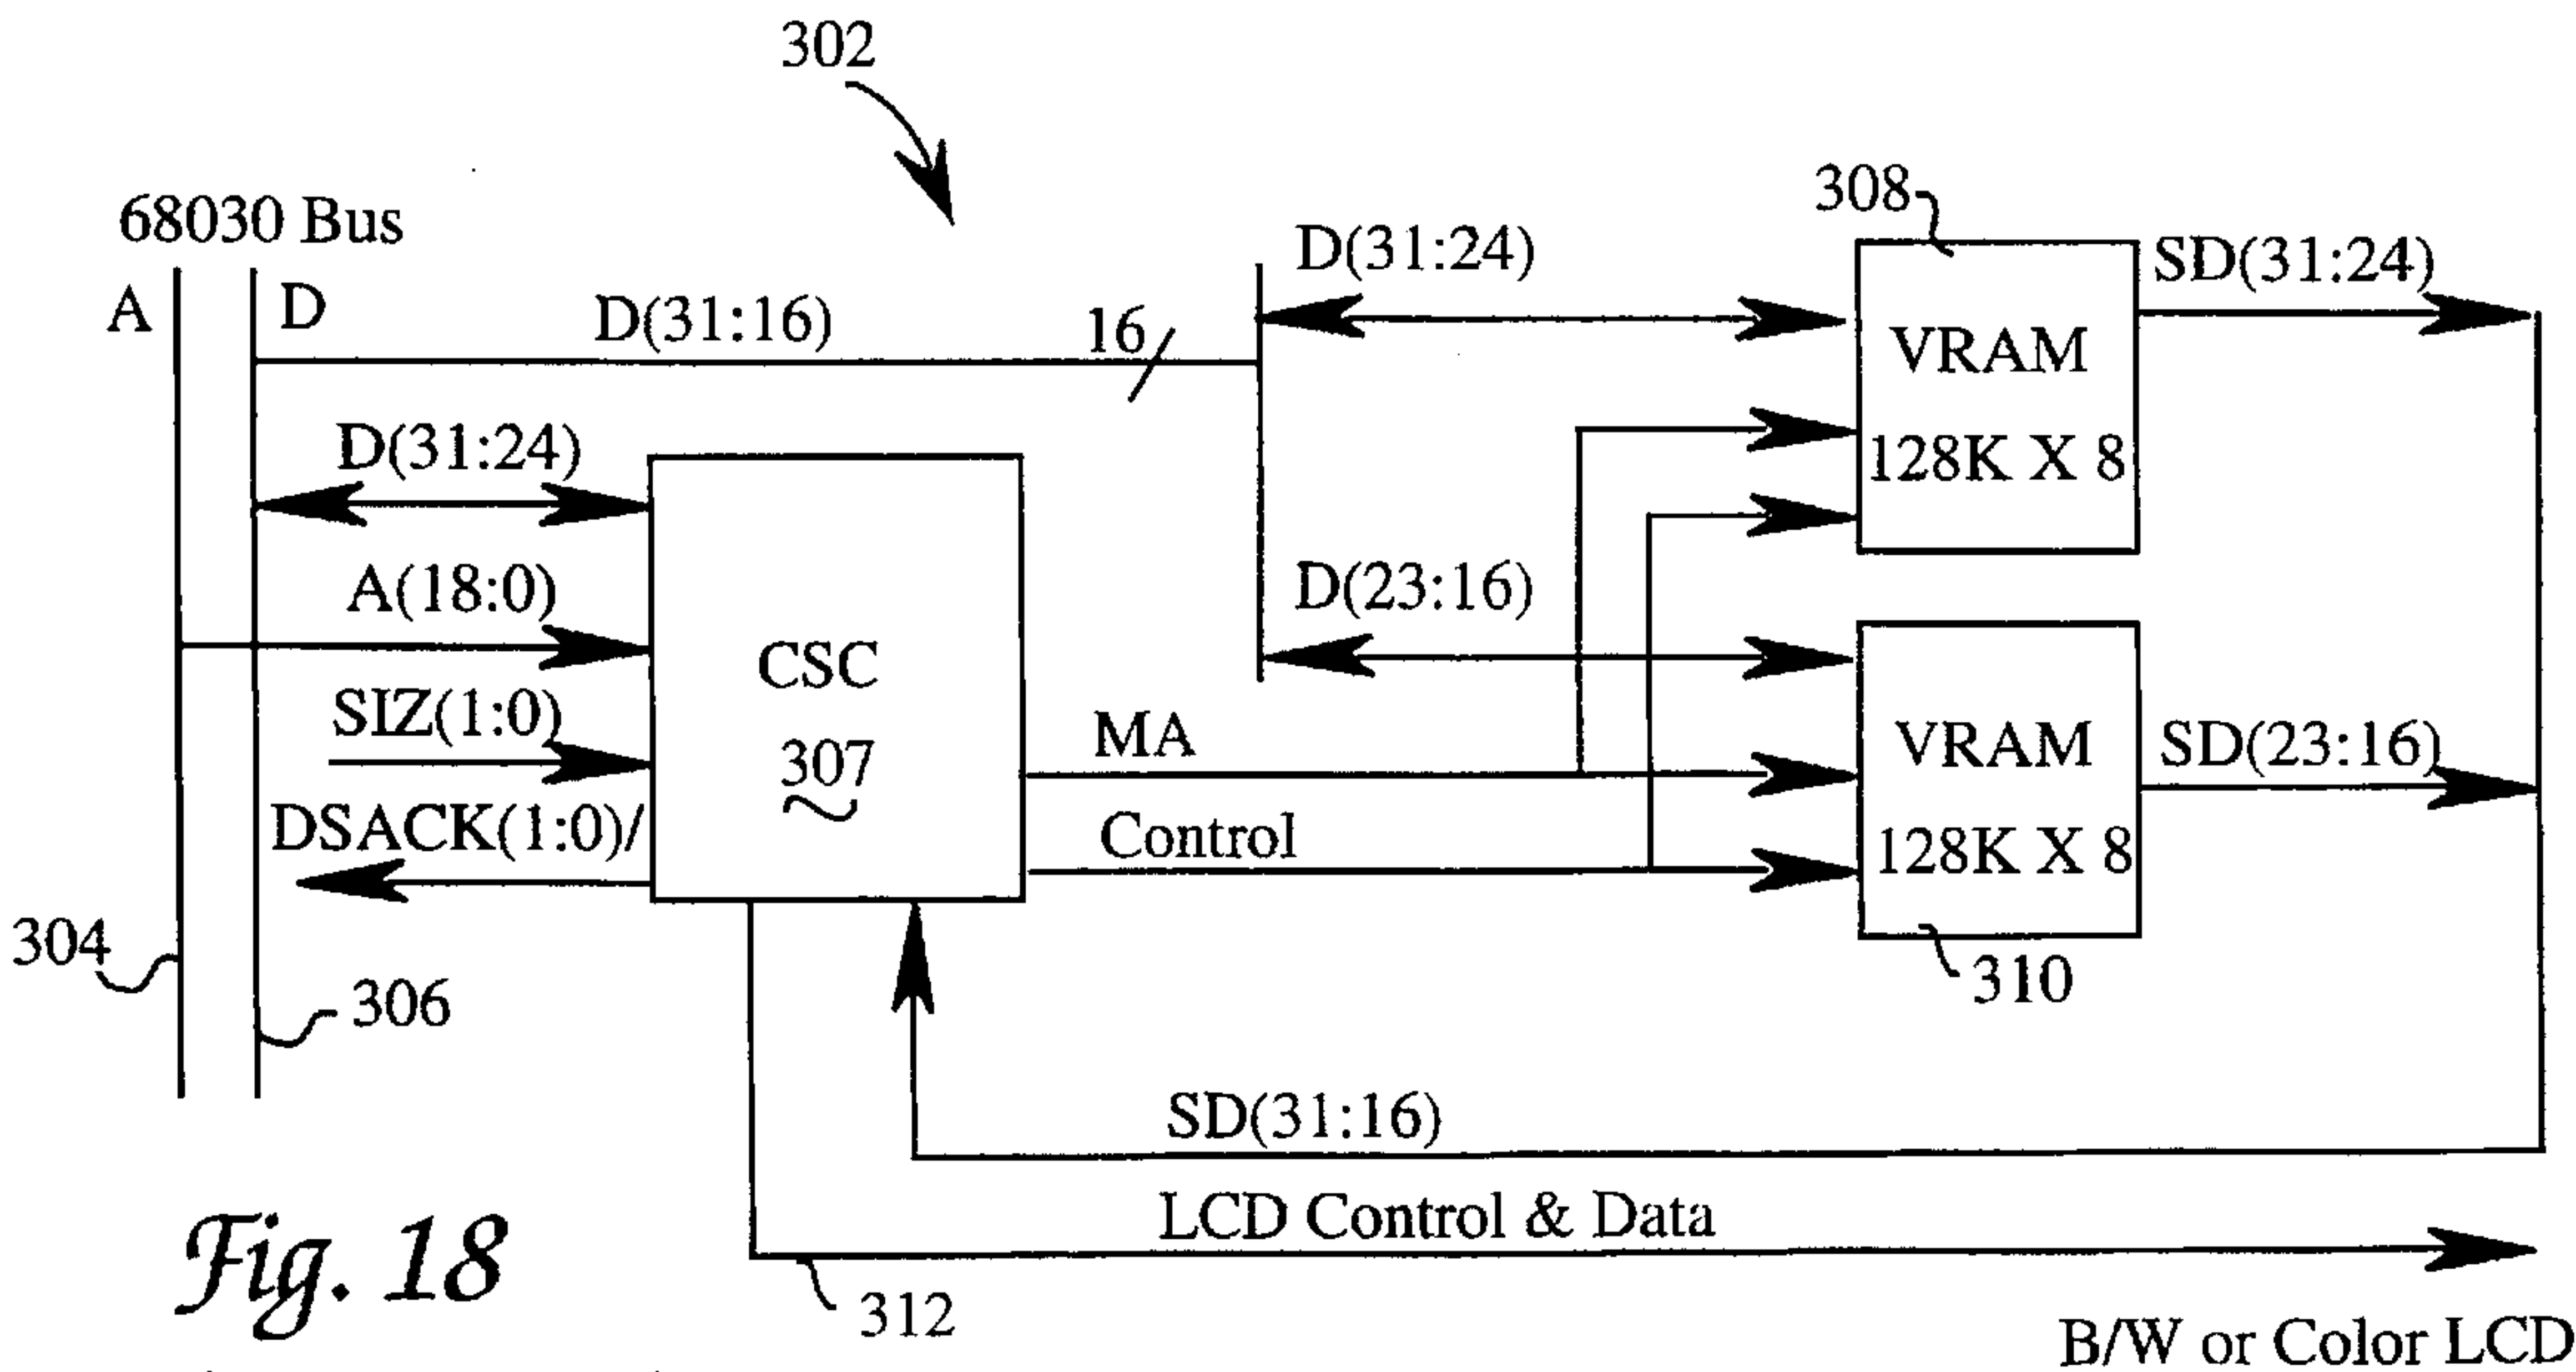 302
68030 Bus
A
D
D(31:16)
16
D(31:24)
308
SD(31:24)
VRAM
128K X 8
D(31:24)
A(18:0)
SIZ(1:0)
DSACK(1:0)/
CSC
307
D(23:16)
MA
Control
VRAM
128K X 8
SD(23:16)
310
304
306
SD(31:16)
LCD Control & Data
312
B/W or Color LCD
Fig. 18